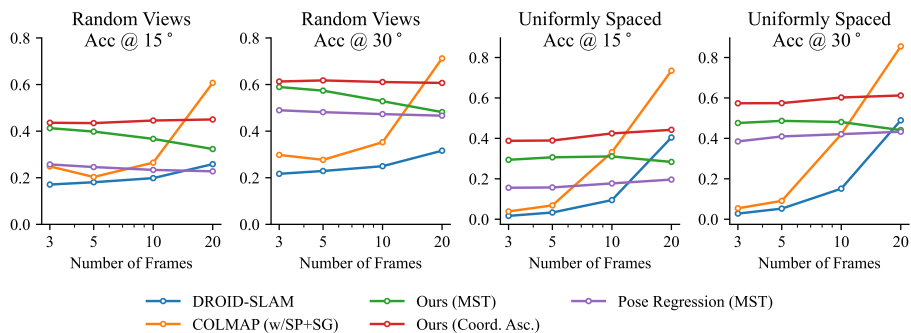 Random Views
Acc @ 15°
0.8
0.6
0.4
0.2
0.0
3
5
10
20
Number of Frames
Random Views
Acc @ 30°
0.8
0.6
0.4
0.2
0.0
3
5
10
20
Number of Frames
Uniformly Spaced
Acc @ 15°
0.8
0.6
0.4
0.2
0.0
3
5
10
20
Number of Frames
Uniformly Spaced
Acc @ 30°
0.8
0.6
0.4
0.2
0.0
3
5
10
20
Number of Frames
DROID-SLAM
COLMAP (w/SP+SG)
Ours (MST)
Ours (Coord. Asc.)
Pose Regression (MST)